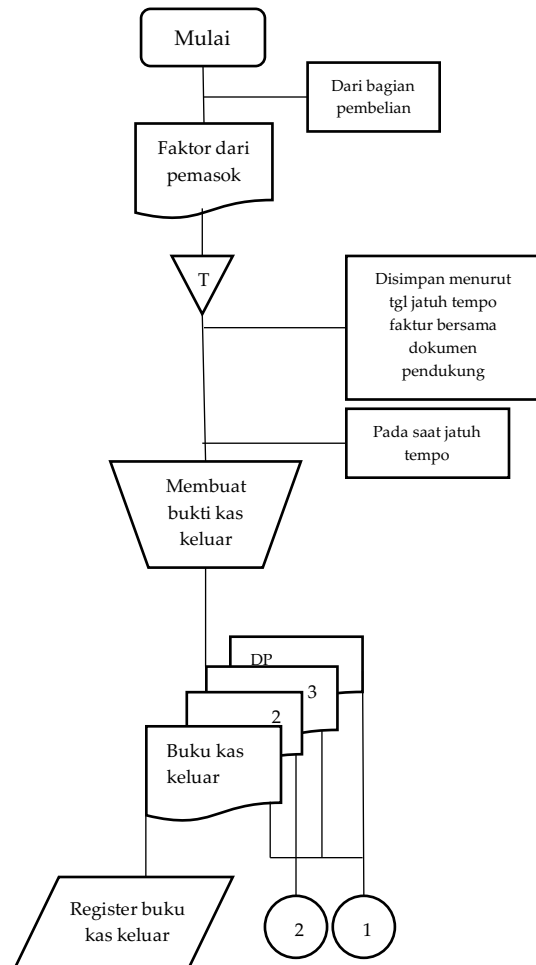 Mulai
Dari bagian
pembelian
Faktor dari
pemasok
T
Disimpan menurut
tgl jatuh tempo
faktur bersama
dokumen
pendukung
Pada saat jatuh
tempo
Membuat
bukti kas
keluar
DP
3
2
Buku kas
keluar
Register buku
kas keluar
2
1